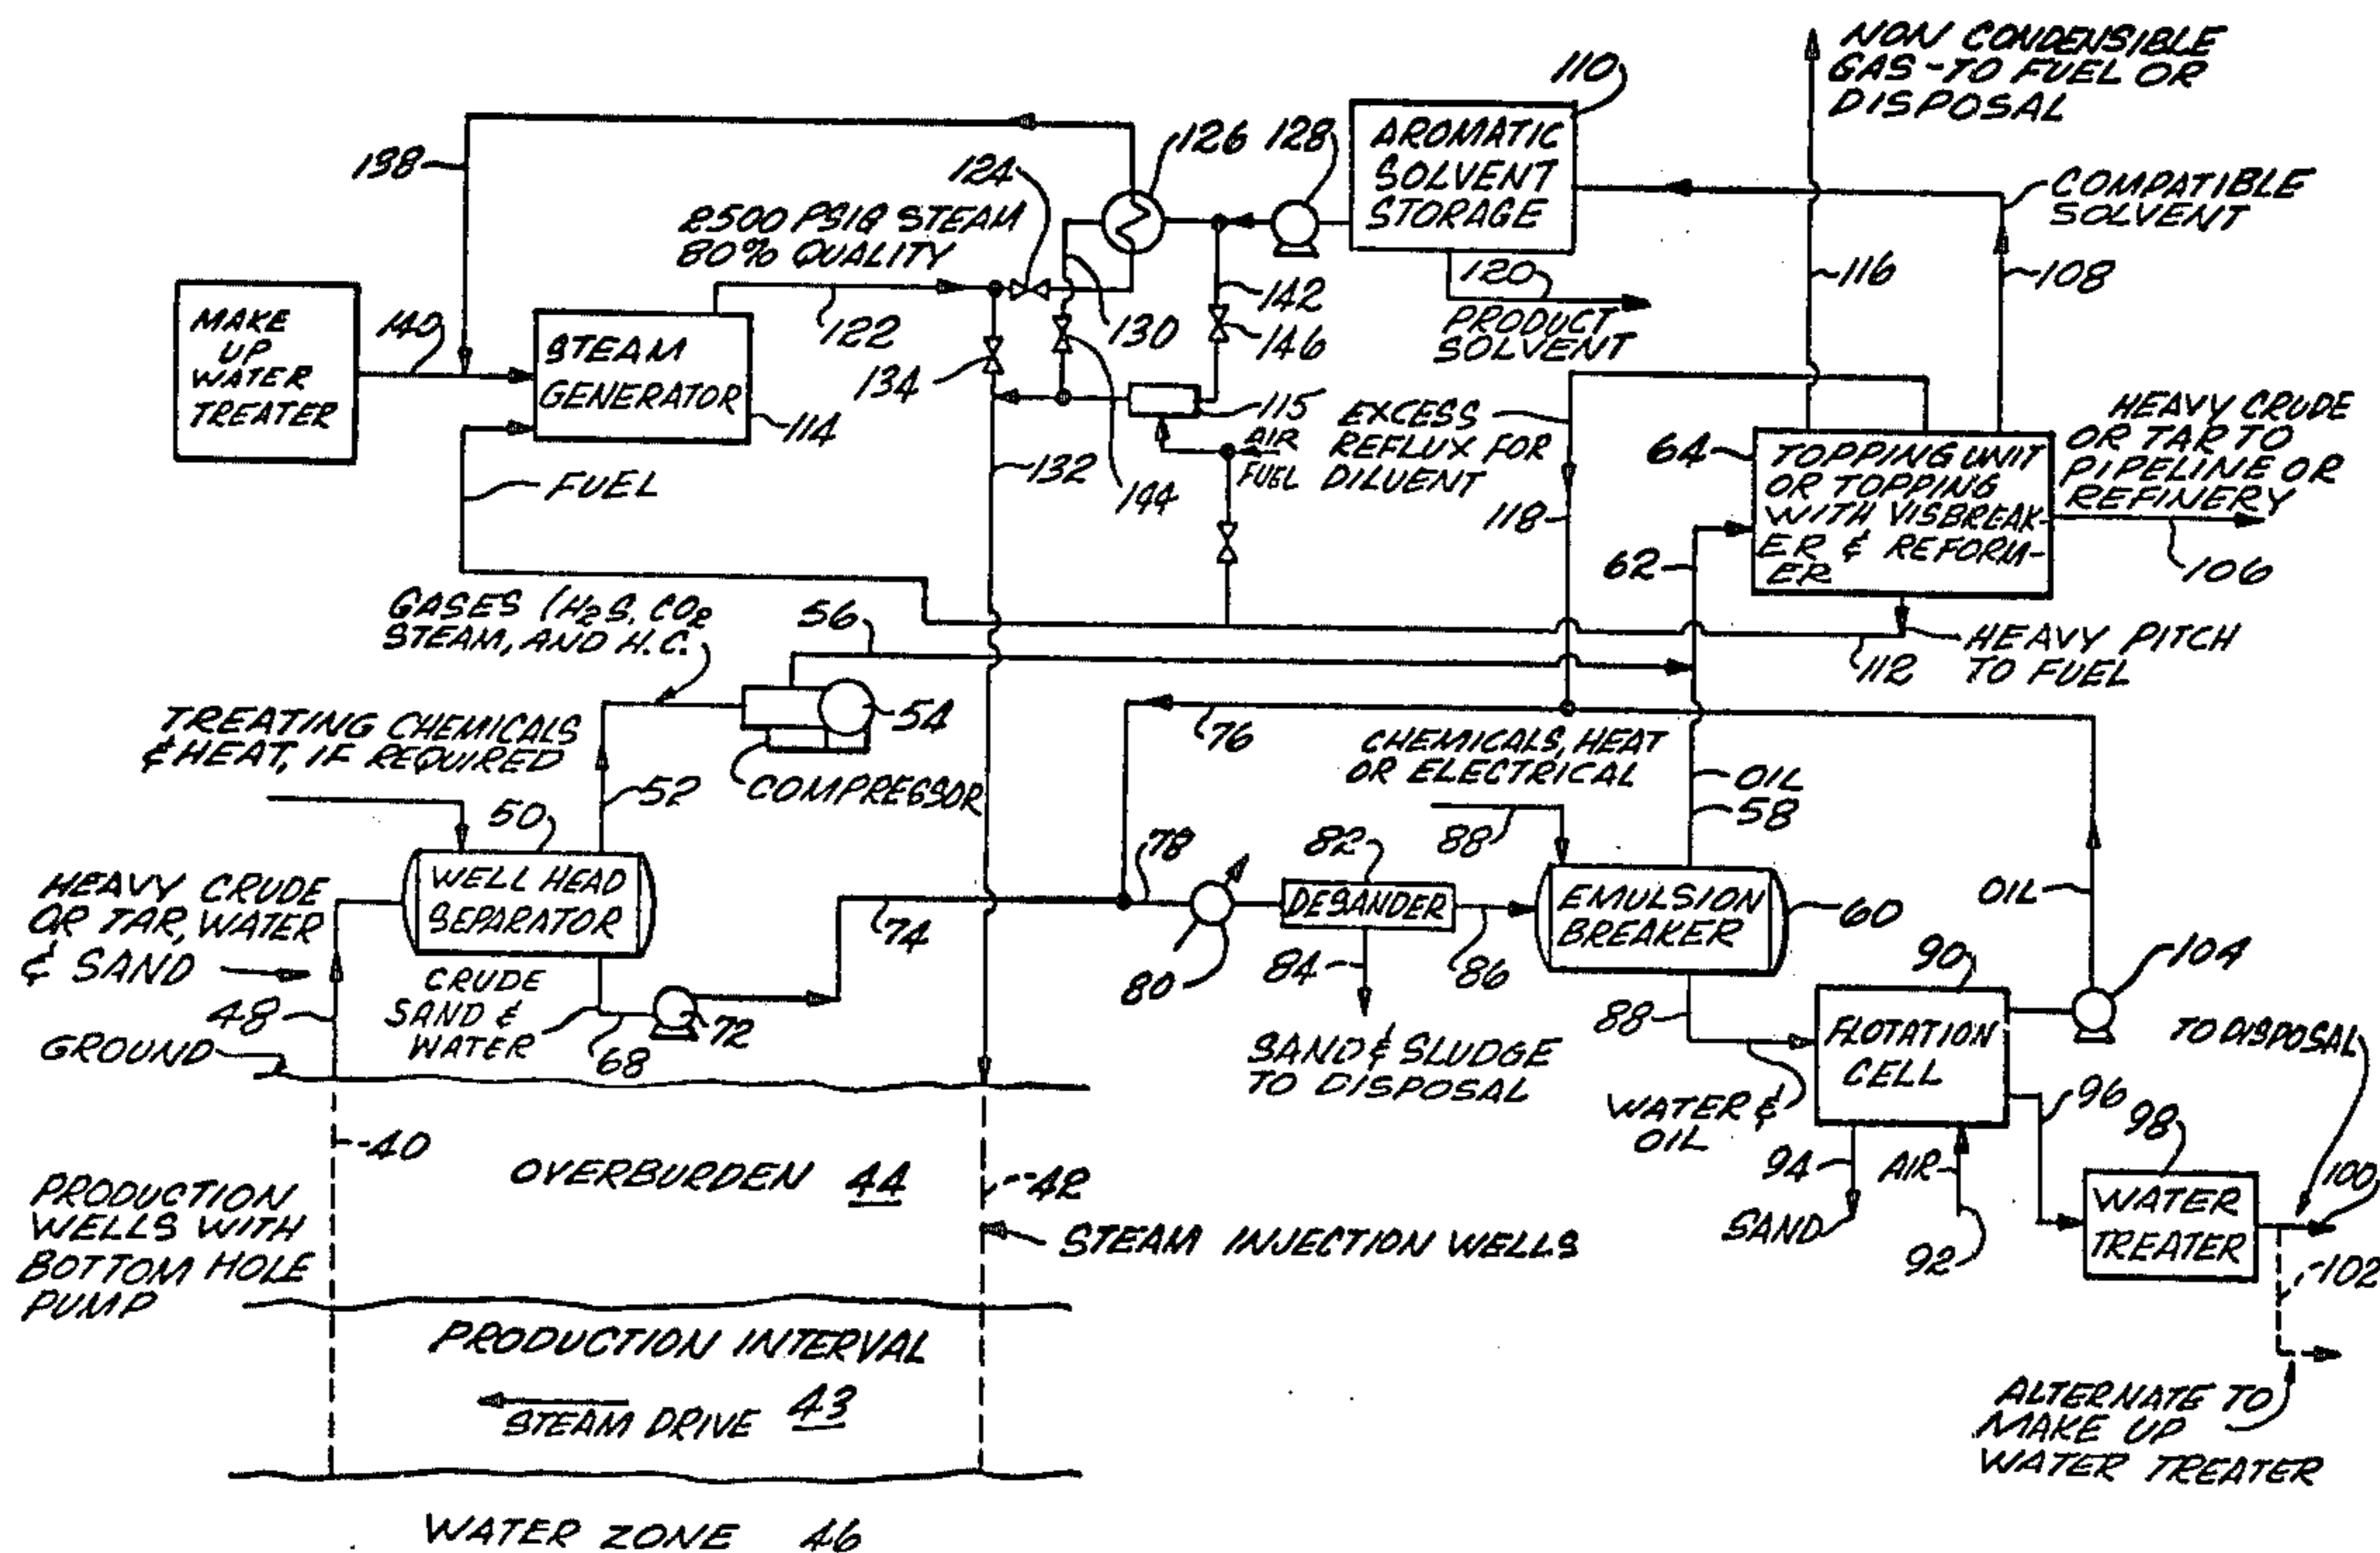 NON CONDENSIBLE
GAS - TO FUEL OR
DISPOSAL
110
AROMATIC
SOLVENT
STORAGE
126
128
124
138
COMPATIBLE
SOLVENT
2500 PSIG STEAM
80% QUALITY
116
108
120
PRODUCT
SOLVENT
142
146
130
MAKE
UP
WATER
TREATER
140
STEAM
GENERATOR
122
134
114
115
AIR
FUEL
EXCESS
REFLUX FOR
DILUENT
HEAVY CRUDE
OR TAR TO
PIPELINE OR
REFINERY
64
TOPPING UNIT
OR TOPPING
WITH VISBREAK-
ER & REFORM-
ER
FUEL
132
144
118
62
106
GASES (H2S, CO2
STEAM, AND H.C.
56
HEAVY PITCH
TO FUEL
112
TREATING CHEMICALS
& HEAT, IF REQUIRED
54
76
CHEMICALS, HEAT
OR ELECTRICAL
COMPRESSOR
52
50
OIL
58
88
82
78
HEAVY CRUDE
OR TAR, WATER
& SAND
WELL HEAD
SEPARATOR
74
DESANDER
EMULSION
BREAKER
60
OIL
80
84
86
90
104
CRUDE
SAND &
WATER
48
68
72
88
FLOTATION
CELL
TO DISPOSAL
GROUND
SAND & SLUDGE
TO DISPOSAL
WATER &
OIL
96
98
40
OVERBURDEN 44
42
94
AIR
SAND
92
100
WATER
TREATER
102
PRODUCTION
WELLS WITH
BOTTOM HOLE
PUMP
STEAM INJECTION WELLS
PRODUCTION INTERVAL
STEAM DRIVE 43
ALTERNATE TO
MAKE UP
WATER TREATER
WATER ZONE 46